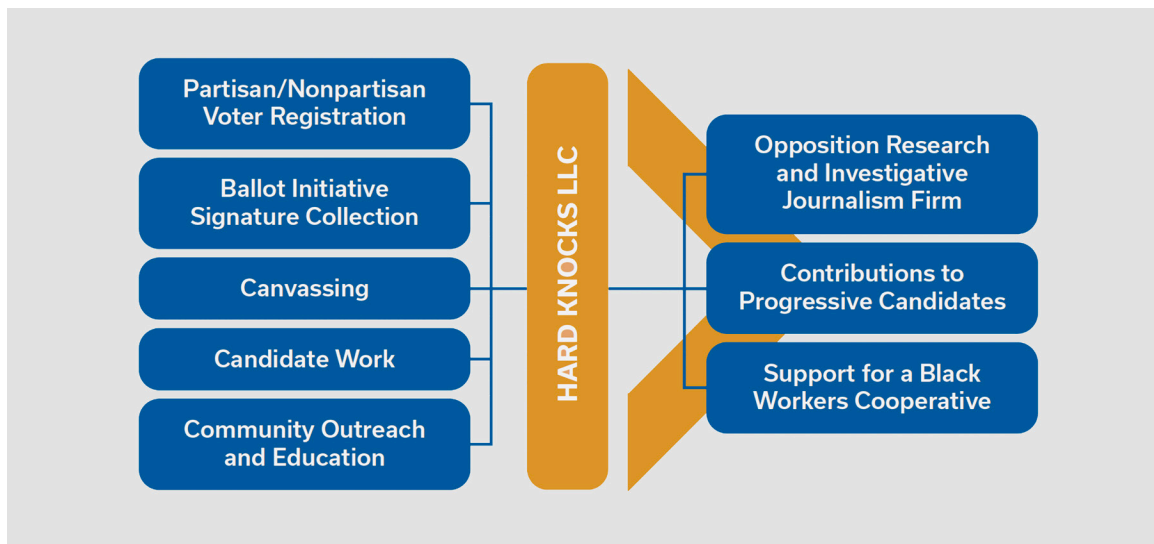 Partisan/Nonpartisan
Voter Registration
Ballot Initiative
Signature Collection
Canvassing
Candidate Work
Community Outreach
and Education
HARD KNOCKS LLC
Opposition Research
and Investigative
Journalism Firm
Contributions to
Progressive Candidates
Support for a Black
Workers Cooperative